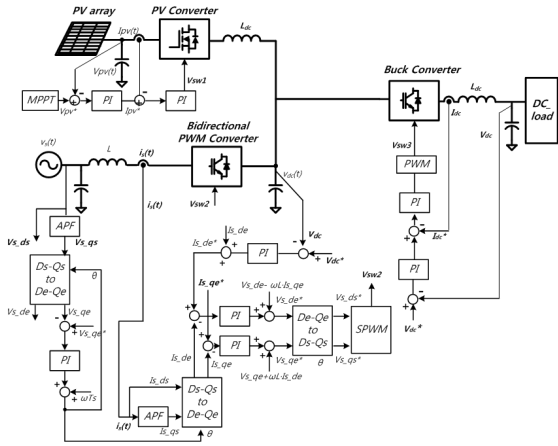 PV array
Ipv(t)
PV Converter
Ldc
Vpv(t)
Vsw1
MPPT
PI
PI
Vpv*
Ipv*
Buck Converter
Ldc
Idc
Vdc
DC_
load
Vsw3
PWM
PI
Idc*
PI
Vdc*
Bidirectional
PWM Converter
vs(t)
L
is(t)
is(t)
Vsw2
vdc(t)
Vdc
Vdc*
PI
Is_de
Is_de*
Vs_ds
APF
Vs_qs
Ds-Qs
to
De-Qe
θ
Vs_de
Vs_qe
Vs_qe*
PI
ωTs
Is_qe*
PI
PI
Vs_de- ωL·Is_qe
Vs_de*
Vs_qe*
Vs_qe+ωL·Is_de
De-Qe
to
Ds-Qs
θ
Vs_ds*
Vs_qs*
SPWM
Vsw2
Is_de
Is_qe
Is_ds
is(t)
APF
Is_qs
Ds-Qs
to
De-Qe
θ